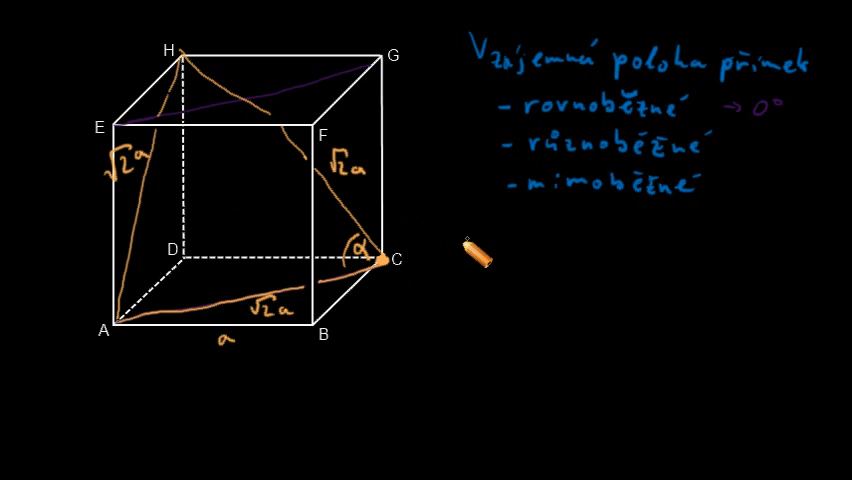 Vzájemná poloha přímek
- rovnoběžné → 0°
- různoběžné
- mimoběžné
H
G
E
F
√2a
√2a
D
α
C
√2a
A
B
a